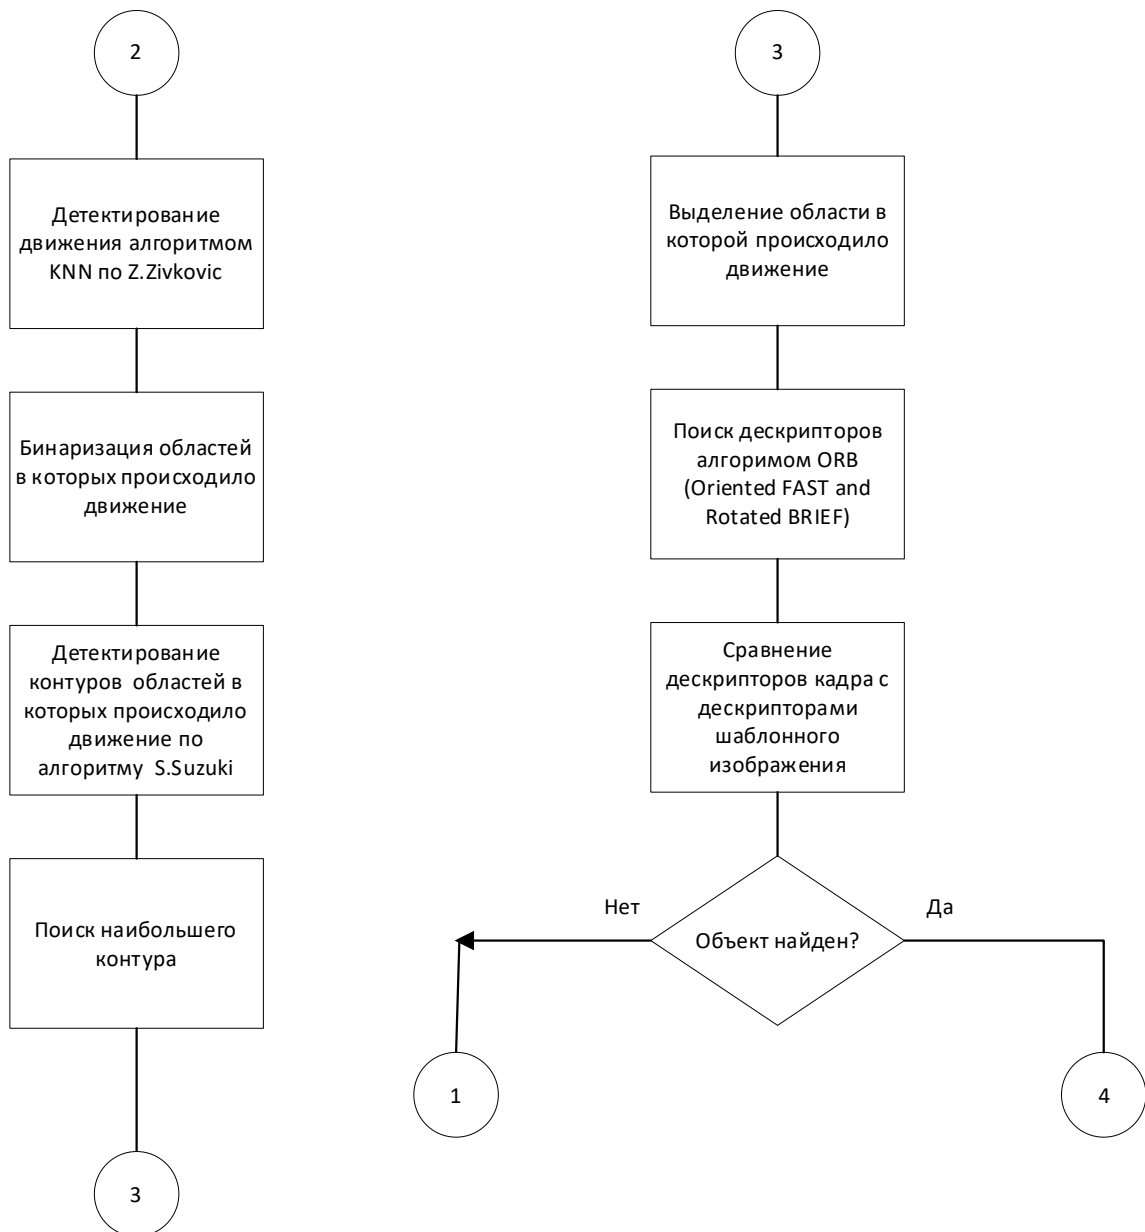 2
Детектирование
движения алгоритмом
KNN по Z.Zivkovic
Бинаризация областей
в которых происходило
движение
Детектирование
контуров областей в
которых происходило
движение по
алгоритму S.Suzuki
Поиск наибольшего
контура
3
3
Выделение области в
которой происходило
движение
Поиск дескрипторов
алгоримом ORB
(Oriented FAST and
Rotated BRIEF)
Сравнение
дескрипторов кадра с
дескрипторами
шаблонного
изображения
Нет
Да
Объект найден?
1
4